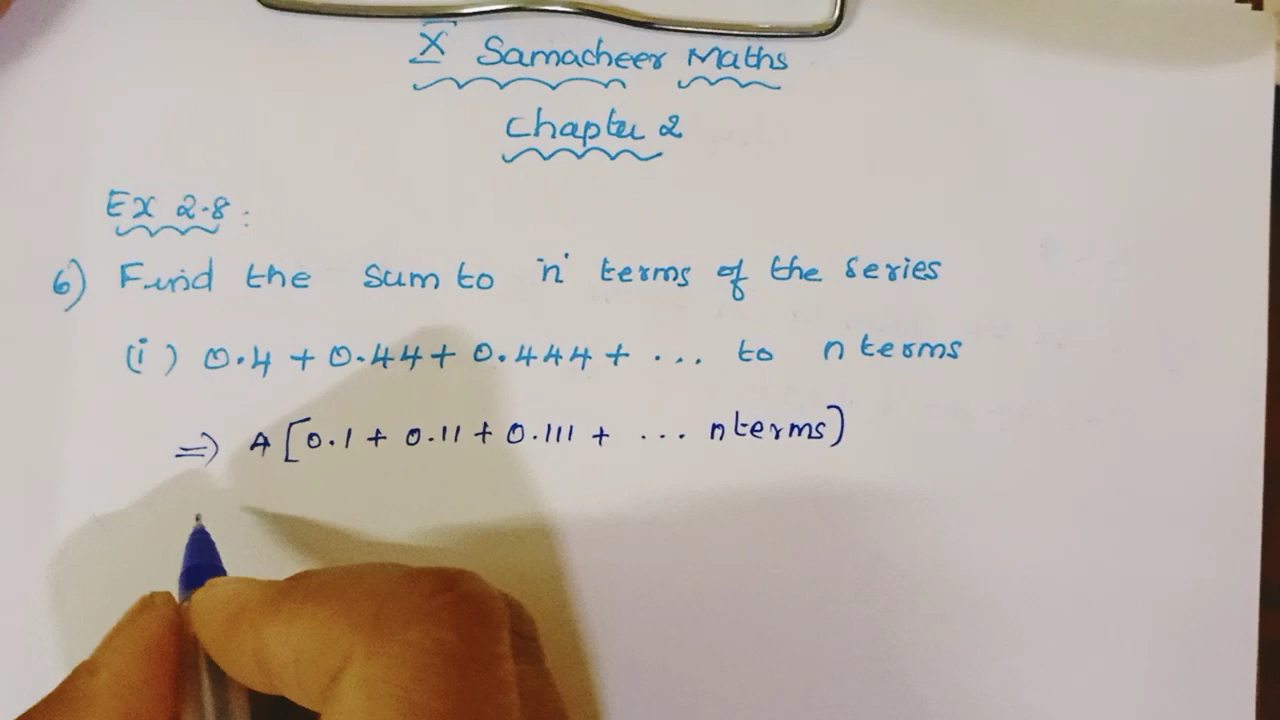 X Samacheer Maths
Chapter 2
Ex 2.8:
6) Find the sum to 'n' terms of the series
(i) 0.4 + 0.44 + 0.444 + ... to n terms
⇒ 4[0.1 + 0.11 + 0.111 + ... n terms)